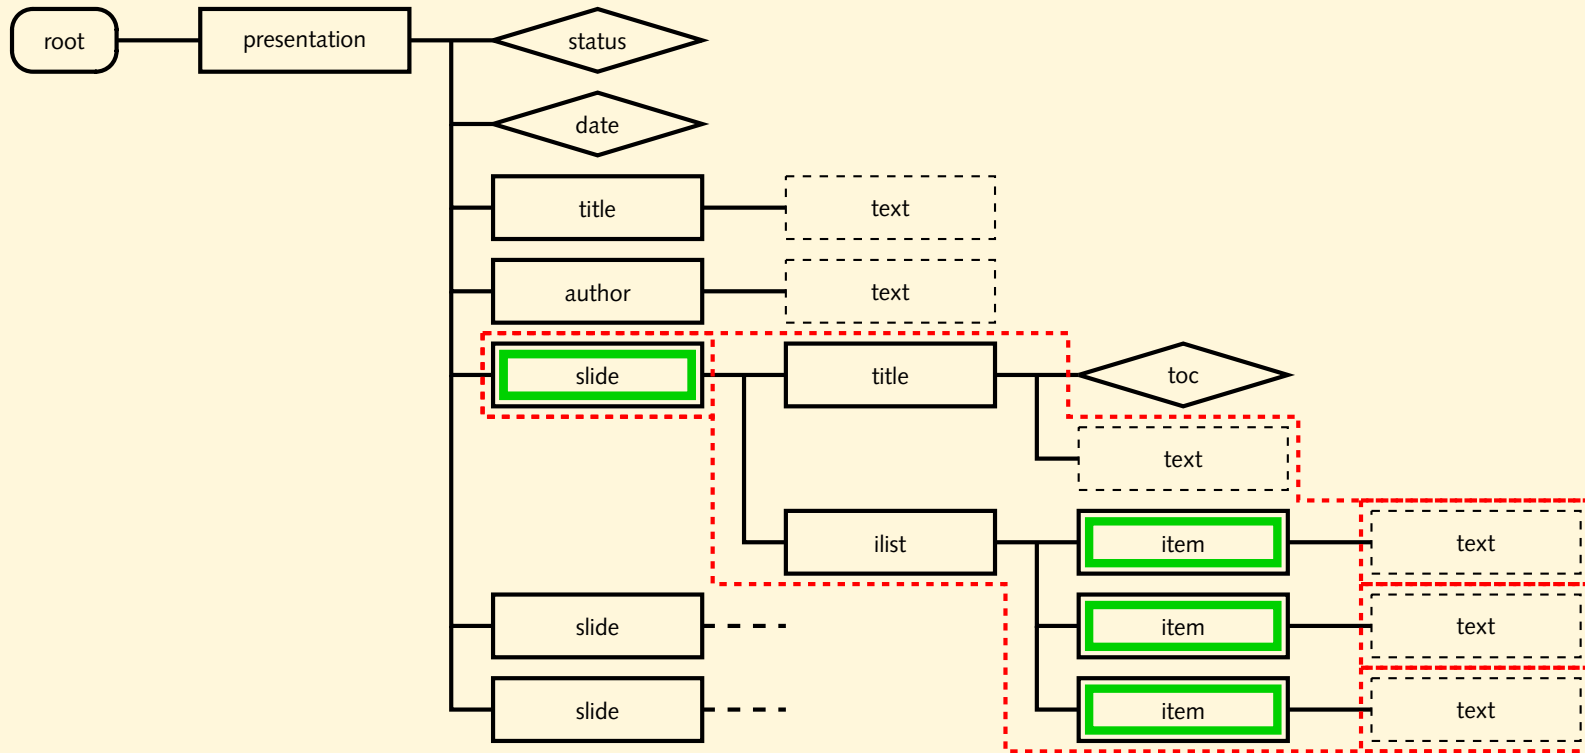 root presentation status
date
title text
author text
slide title toc
text
ilist item text
slide item text
slide item text